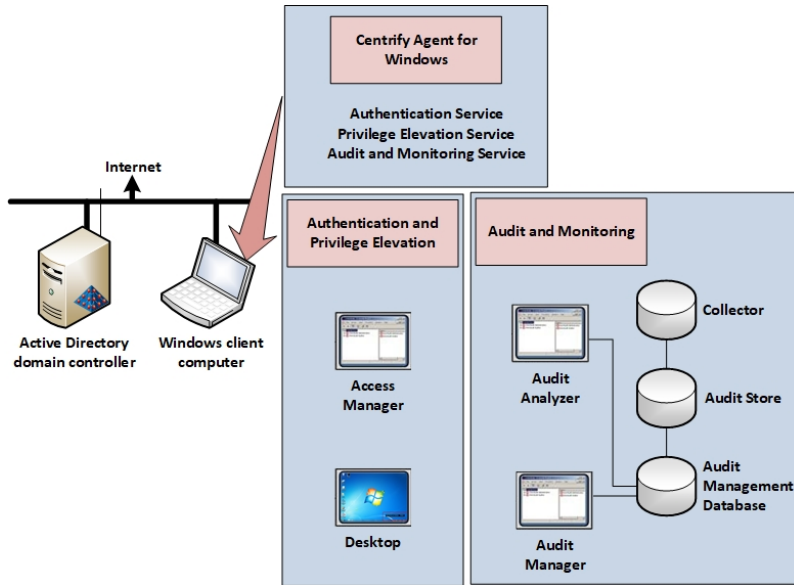 Centrify Agent for
Windows
Authentication Service
Privilege Elevation Service
Audit and Monitoring Service
Internet
Active Directory
domain controller
Windows client
computer
Authentication and
Privilege Elevation
Access
Manager
Desktop
Audit and Monitoring
Audit
Analyzer
Collector
Audit Store
Audit
Management
Database
Audit
Manager